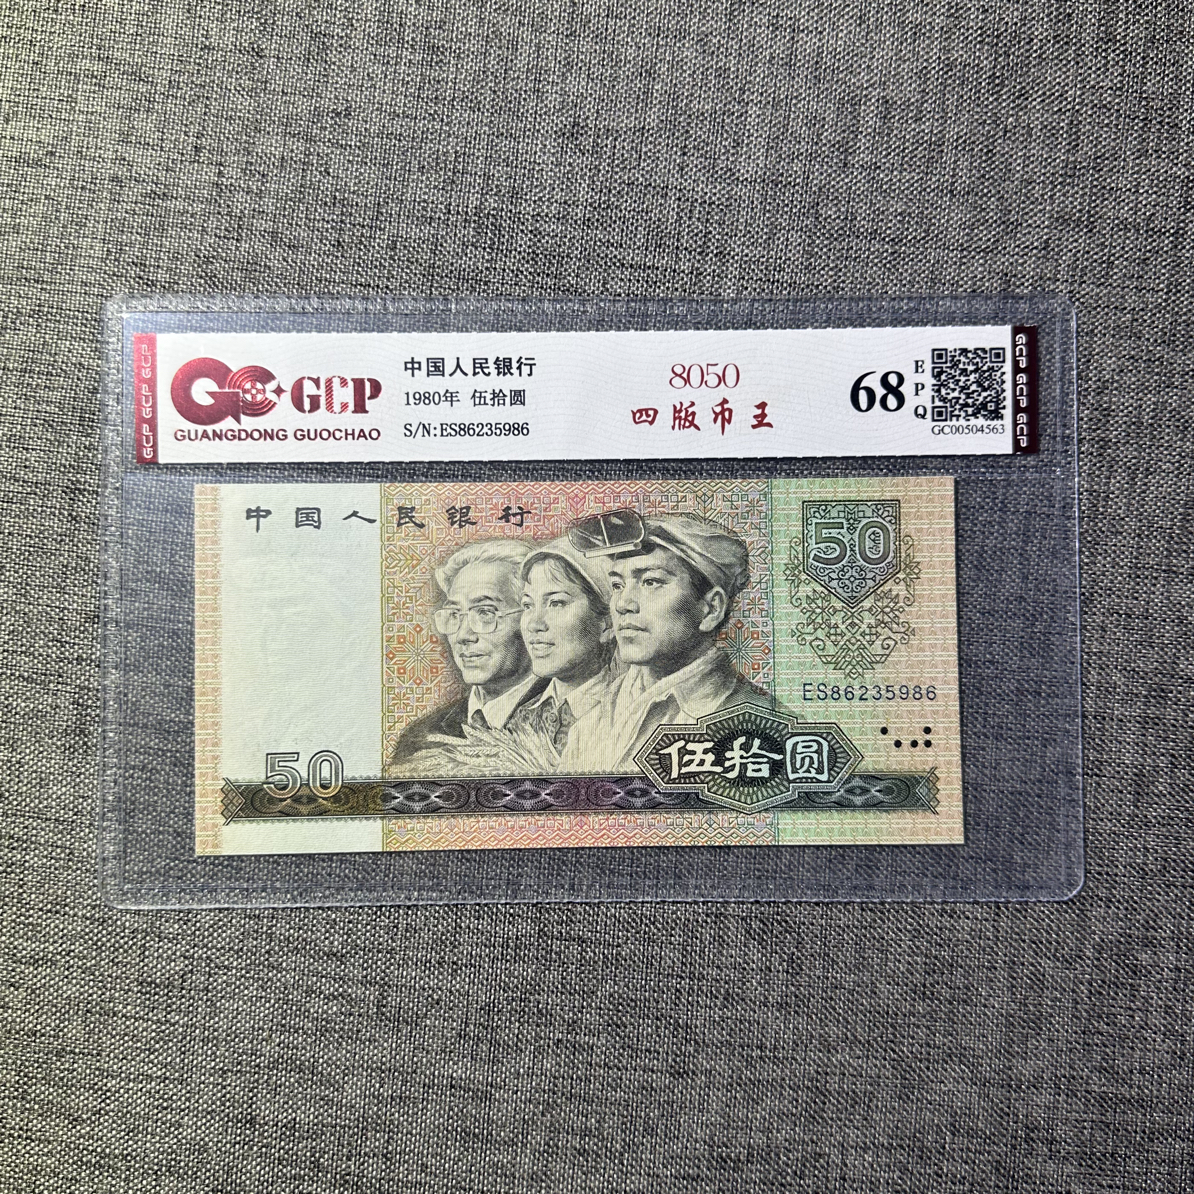 GCP GCP GCP
GCP
GUANGDONG GUOCHAO
中国人民银行
1980年 伍拾圆
S/N:ES86235986
8050
四版币王
68
EPQ
GC00504563
GCP GCP GCP
中国人民银行
50
ES86235986
伍拾圆
50